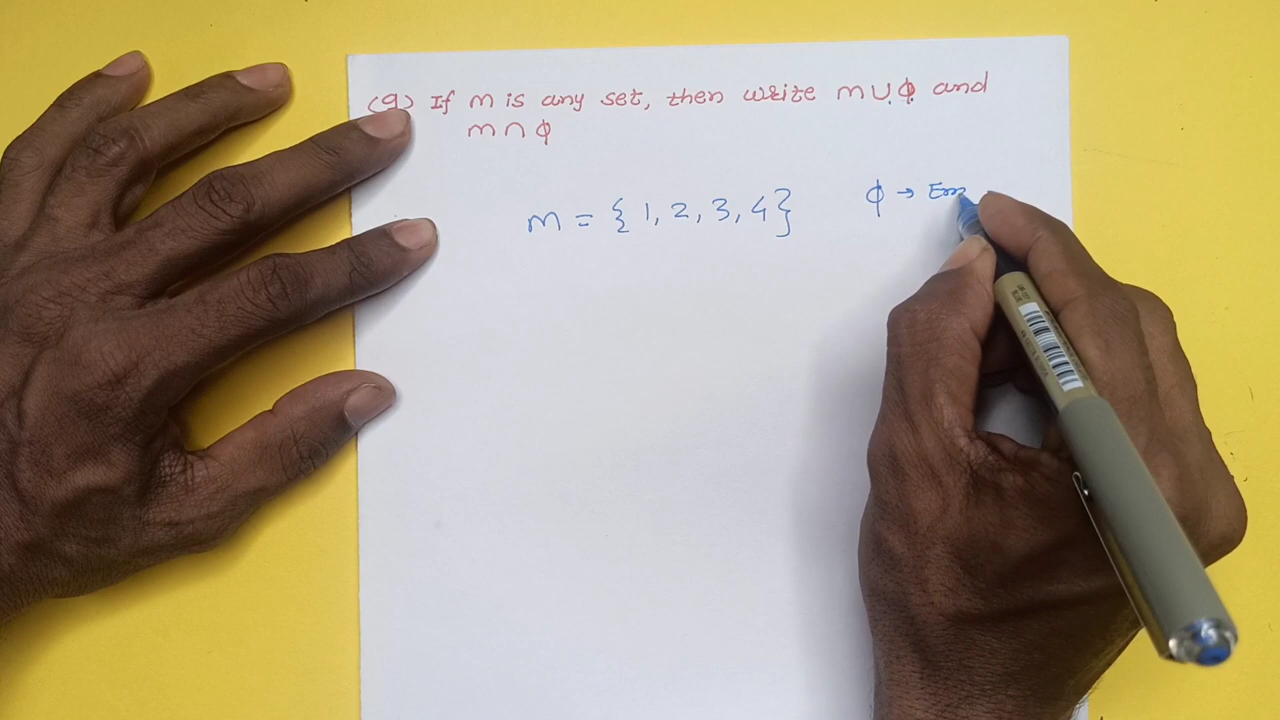 (9) If m is any set, then write m ∪ ϕ and
m ∩ ϕ
m = { 1, 2, 3, 4 }
ϕ → Em